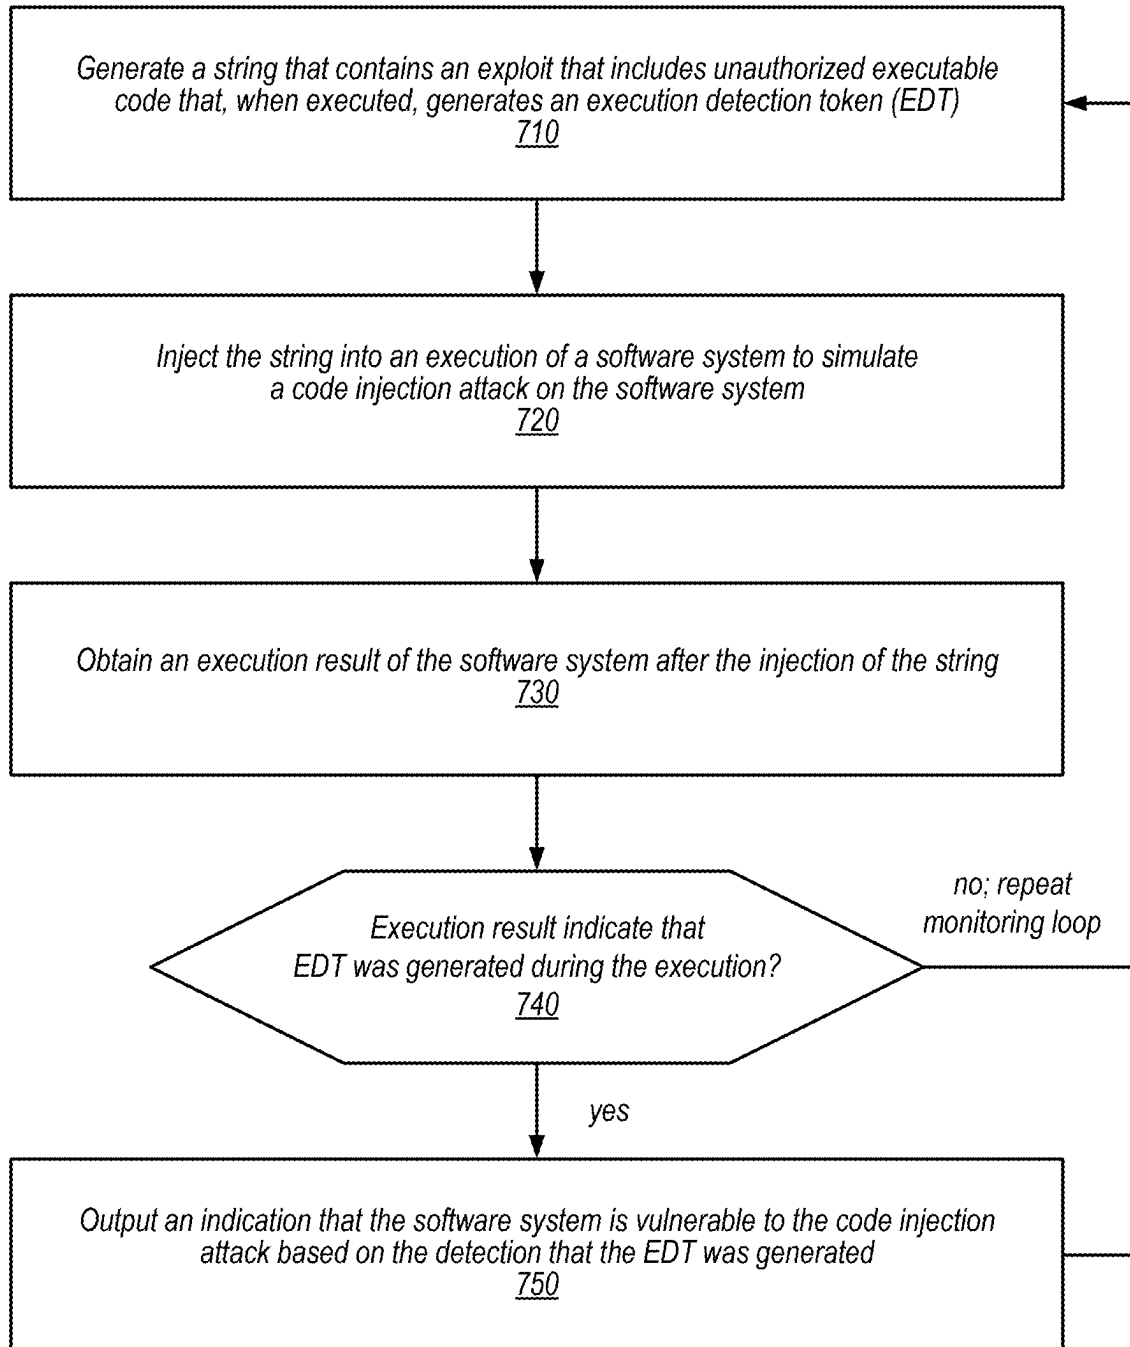 Generate a string that contains an exploit that includes unauthorized executable
code that, when executed, generates an execution detection token (EDT)
710
Inject the string into an execution of a software system to simulate
a code injection attack on the software system
720
Obtain an execution result of the software system after the injection of the string
730
Execution result indicate that
EDT was generated during the execution?
740
no; repeat
monitoring loop
yes
Output an indication that the software system is vulnerable to the code injection
attack based on the detection that the EDT was generated
750